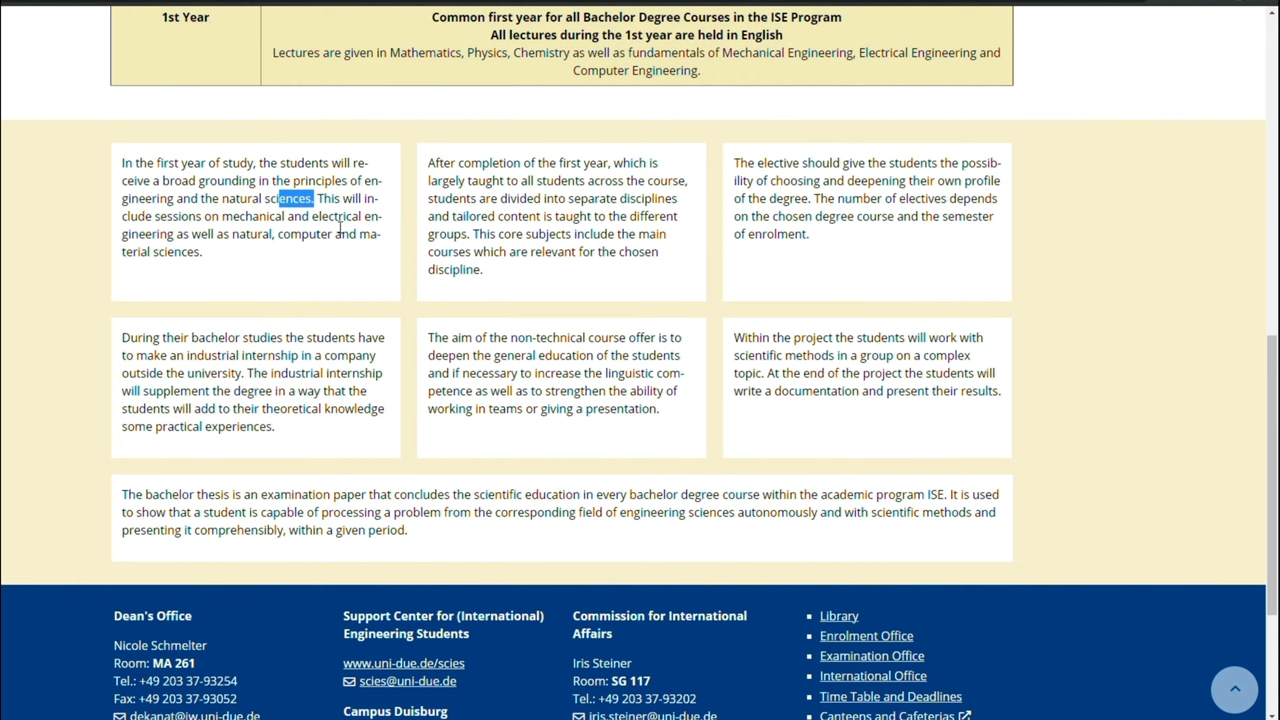 1st Year
Common first year for all Bachelor Degree Courses in the ISE Program
All lectures during the 1st year are held in English
Lectures are given in Mathematics, Physics, Chemistry as well as fundamentals of Mechanical Engineering, Electrical Engineering and
Computer Engineering.
In the first year of study, the students will re-
ceive a broad grounding in the principles of en-
gineering and the natural sciences. This will in-
clude sessions on mechanical and electrical en-
gineering as well as natural, computer and ma-
terial sciences.
After completion of the first year, which is
largely taught to all students across the course,
students are divided into separate disciplines
and tailored content is taught to the different
groups. This core subjects include the main
courses which are relevant for the chosen
discipline.
The elective should give the students the possib-
ility of choosing and deepening their own profile
of the degree. The number of electives depends
on the chosen degree course and the semester
of enrolment.
During their bachelor studies the students have
to make an industrial internship in a company
outside the university. The industrial internship
will supplement the degree in a way that the
students will add to their theoretical knowledge
some practical experiences.
The aim of the non-technical course offer is to
deepen the general education of the students
and if necessary to increase the linguistic com-
petence as well as to strengthen the ability of
working in teams or giving a presentation.
Within the project the students will work with
scientific methods in a group on a complex
topic. At the end of the project the students will
write a documentation and present their results.
The bachelor thesis is an examination paper that concludes the scientific education in every bachelor degree course within the academic program ISE. It is used
to show that a student is capable of processing a problem from the corresponding field of engineering sciences autonomously and with scientific methods and
presenting it comprehensibly, within a given period.
Dean's Office
Nicole Schmelter
Room: MA 261
Tel.: +49 203 37-93254
Fax: +49 203 37-93052
dekanat@iw.uni-due.de
Support Center for (International)
Engineering Students
www.uni-due.de/scies
scies@uni-due.de
Campus Duisburg
Commission for International
Affairs
Iris Steiner
Room: SG 117
Tel.: +49 203 37-93202
iris.steiner@uni-due.de
Library
Enrolment Office
Examination Office
International Office
Time Table and Deadlines
Canteens and Cafeterias